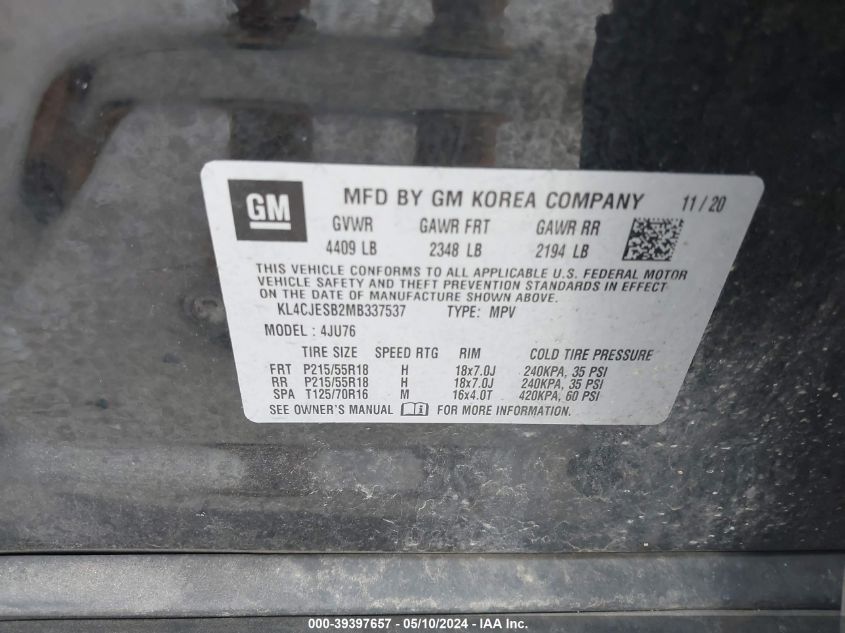 GM
MFD BY GM KOREA COMPANY 11/20
GVWR GAWR FRT GAWR RR
4409 LB 2348 LB 2194 LB
THIS VEHICLE CONFORMS TO ALL APPLICABLE U.S. FEDERAL MOTOR
VEHICLE SAFETY AND THEFT PREVENTION STANDARDS IN EFFECT
ON THE DATE OF MANUFACTURE SHOWN ABOVE.
KL4CJESB2MB337537 TYPE: MPV
MODEL: 4JU76
TIRE SIZE SPEED RTG RIM COLD TIRE PRESSURE
FRT P215/55R18 H 18x7.0J 240KPA, 35 PSI
RR P215/55R18 H 18x7.0J 240KPA, 35 PSI
SPA T125/70R16 M 16x4.0T 420KPA, 60 PSI
SEE OWNER'S MANUAL FOR MORE INFORMATION.
000-39397657 - 05/10/2024 - IAA Inc.